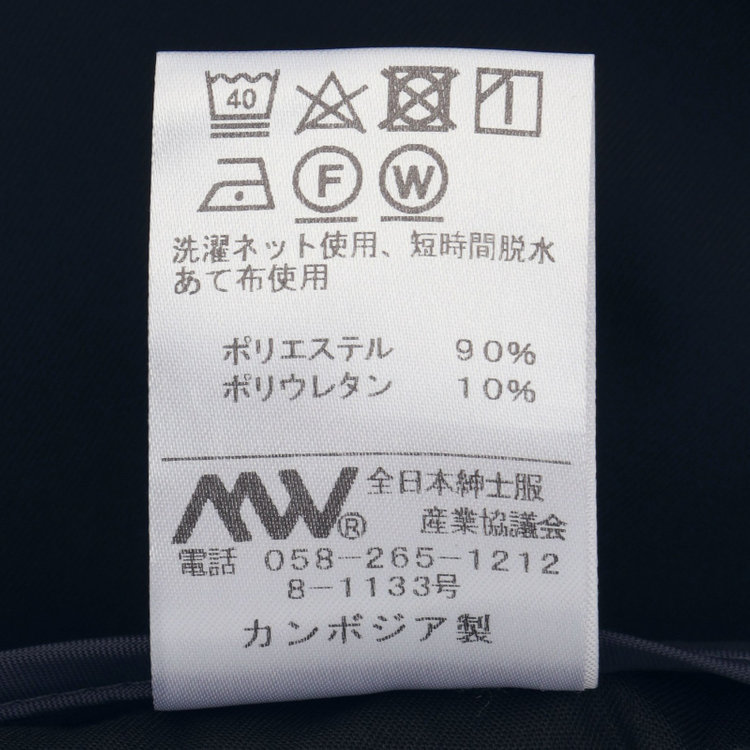 40
F W
洗濯ネット使用、短時間脱水
あて布使用
ポリエステル 90%
ポリウレタン 10%
MW® 全日本紳士服
産業協議会
電話 058-265-1212
8-1133号
カンボジア製